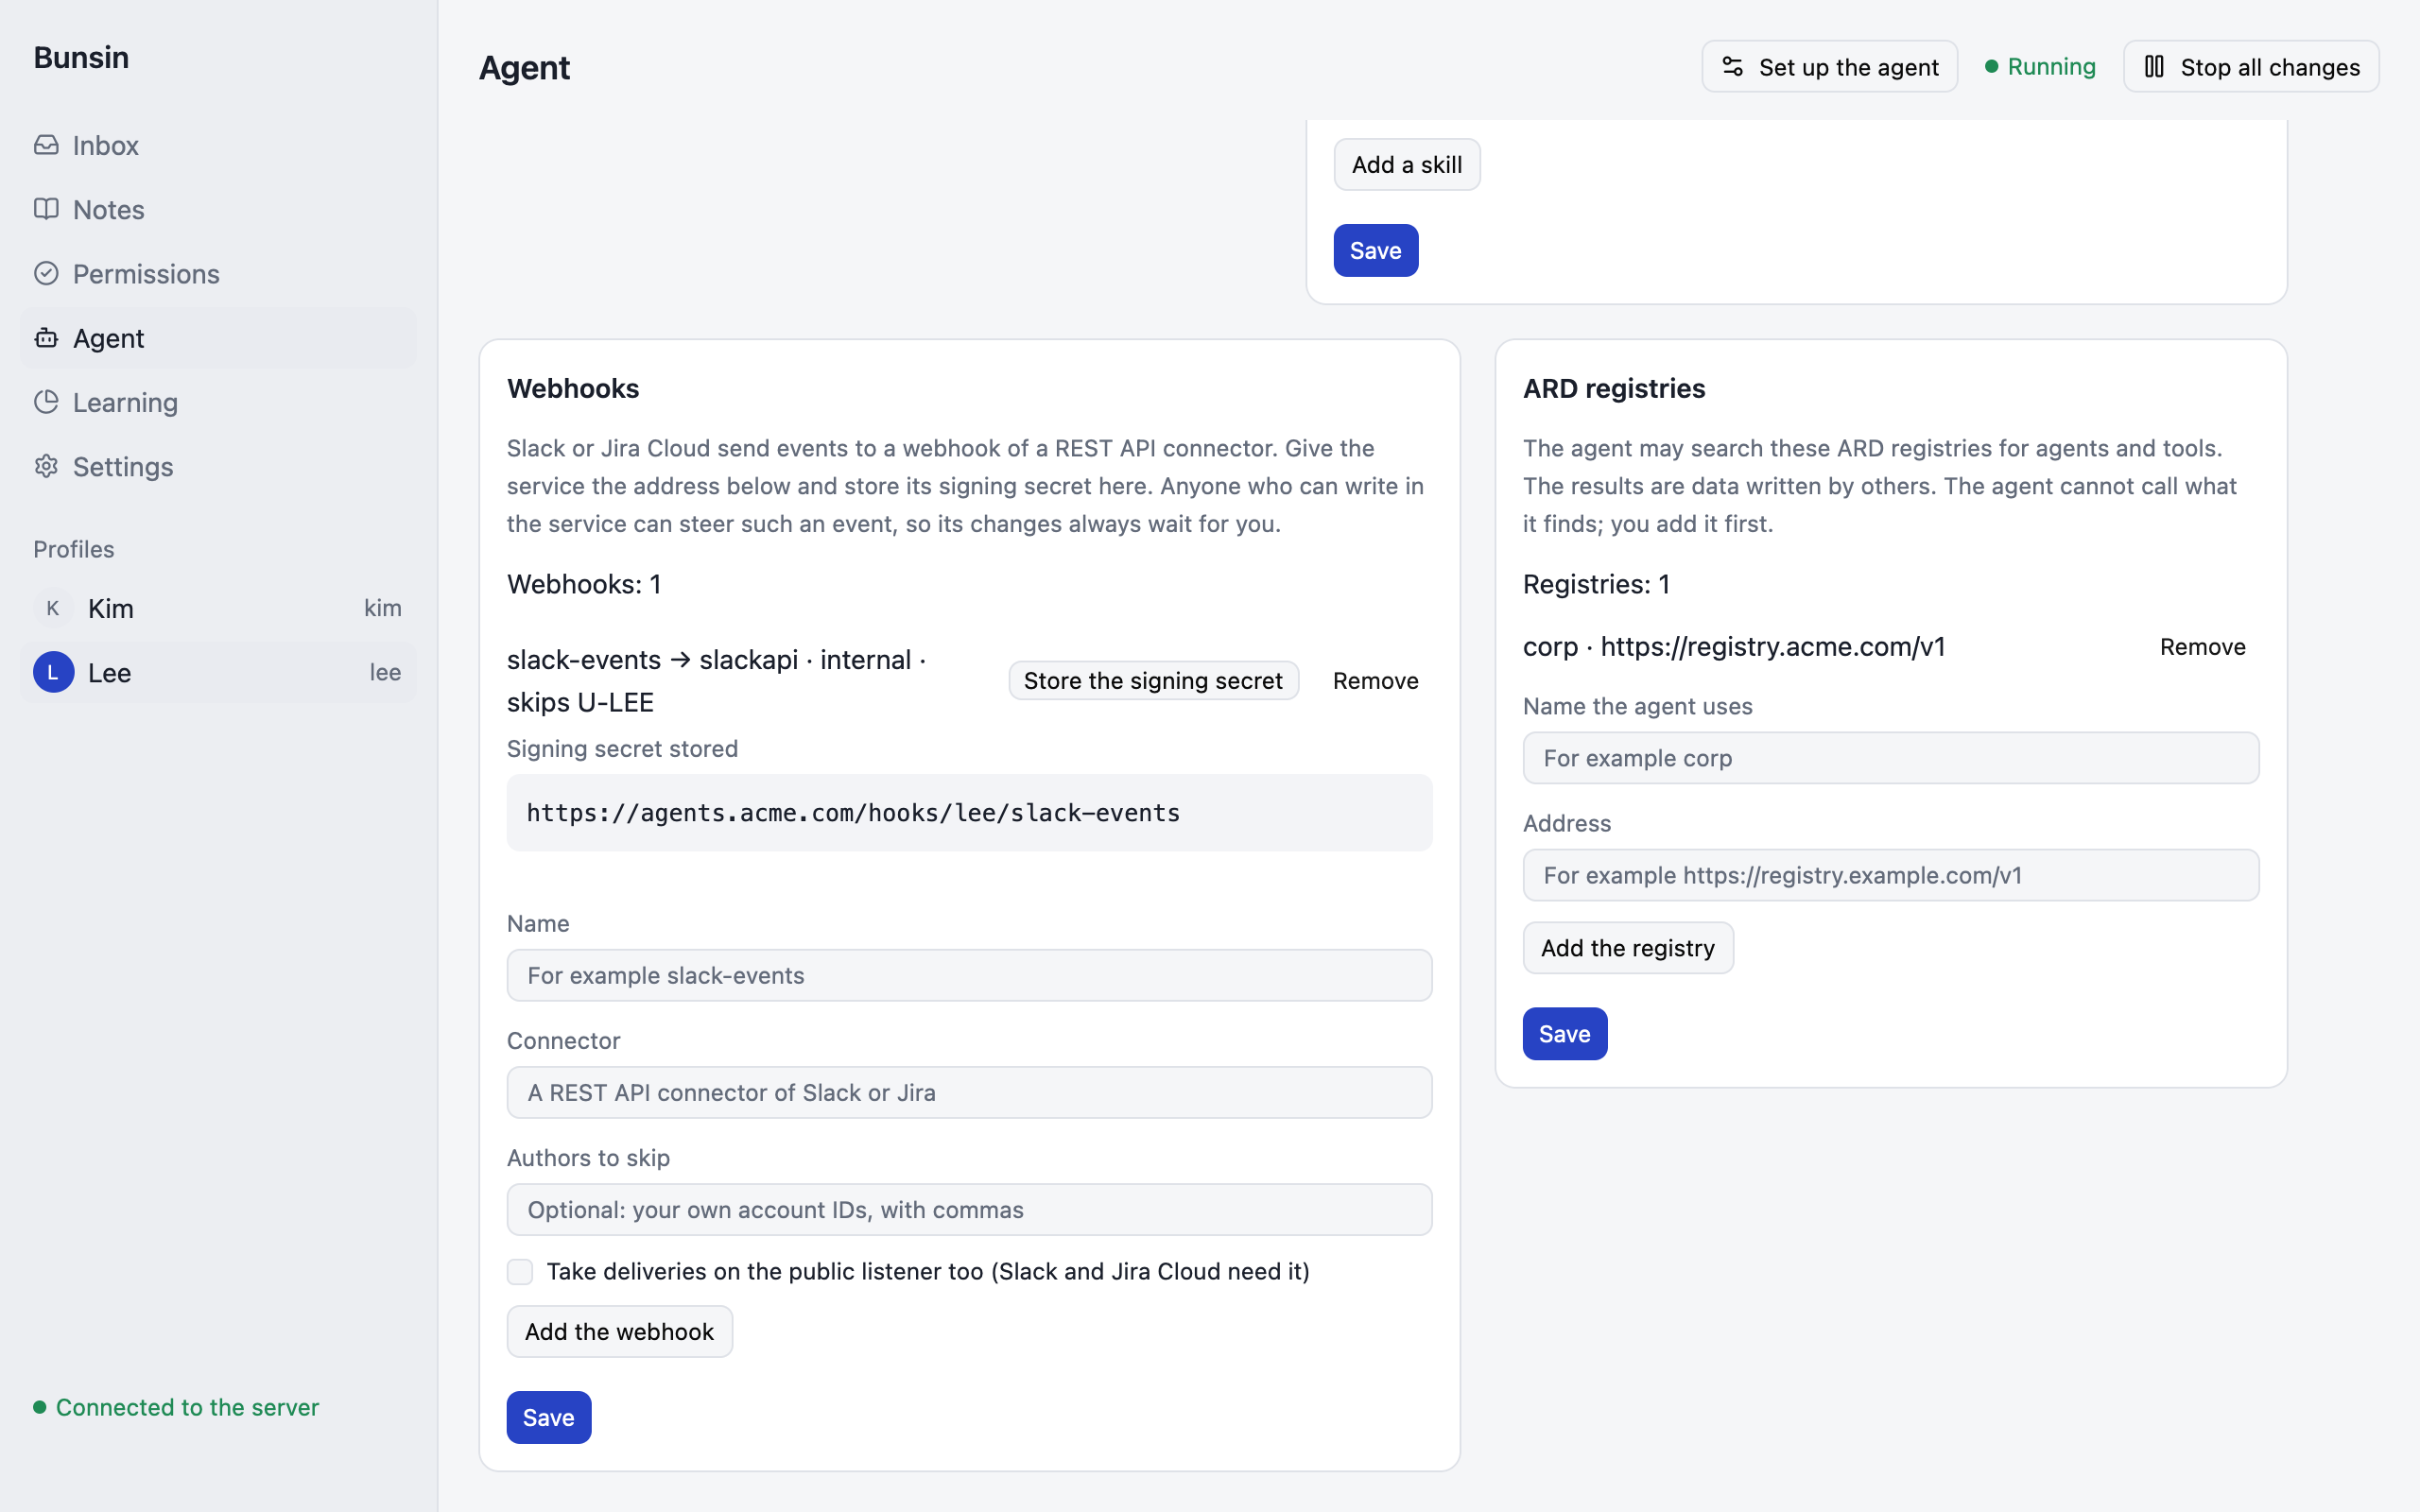 Bunsin
Inbox
Notes
Permissions
Agent
Learning
Settings
Profiles
K Kim kim
L Lee lee
Connected to the server
Agent
Set up the agent
Running
Stop all changes
Add a skill
Save
Webhooks
Slack or Jira Cloud send events to a webhook of a REST API connector. Give the
service the address below and store its signing secret here. Anyone who can write in
the service can steer such an event, so its changes always wait for you.
Webhooks: 1
slack-events → slackapi · internal ·
skips U-LEE
Store the signing secret
Remove
Signing secret stored
https://agents.acme.com/hooks/lee/slack-events
Name
For example slack-events
Connector
A REST API connector of Slack or Jira
Authors to skip
Optional: your own account IDs, with commas
Take deliveries on the public listener too (Slack and Jira Cloud need it)
Add the webhook
Save
ARD registries
The agent may search these ARD registries for agents and tools.
The results are data written by others. The agent cannot call what
it finds; you add it first.
Registries: 1
corp · https://registry.acme.com/v1
Remove
Name the agent uses
For example corp
Address
For example https://registry.example.com/v1
Add the registry
Save